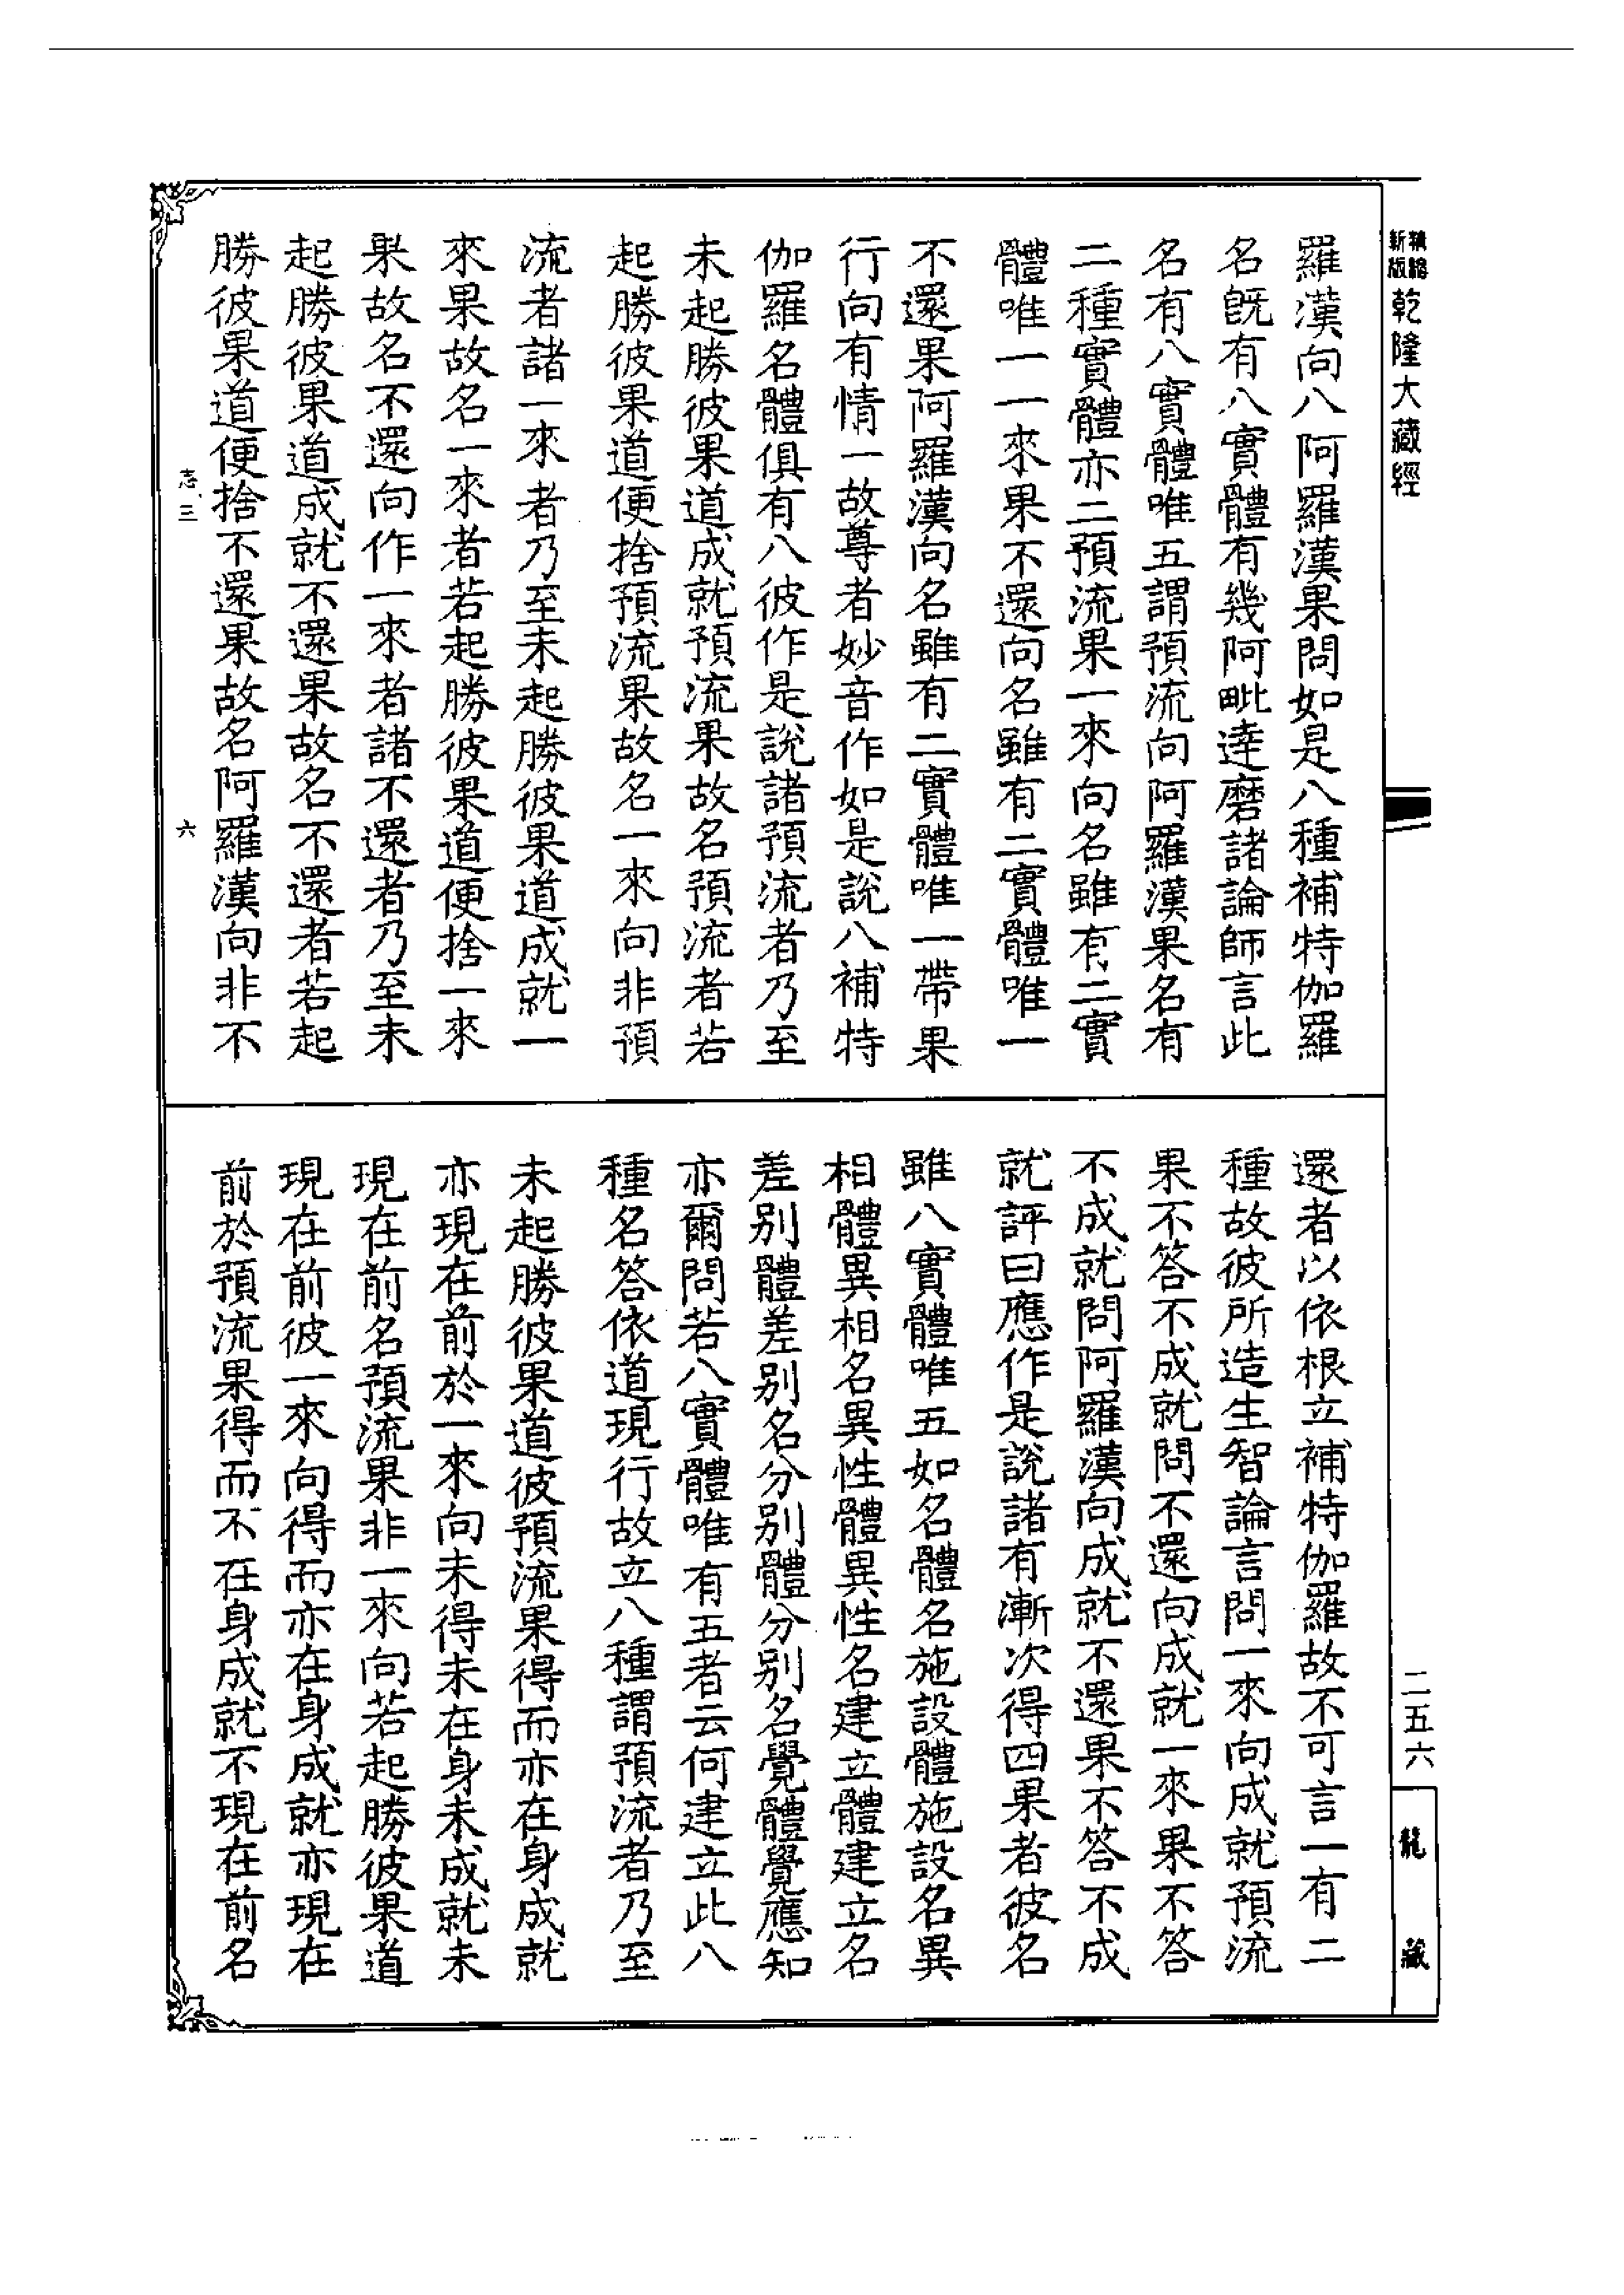 新版
乾隆大藏經
羅漢向八阿羅漢果問如是八種補特伽羅
名旣有八實體有幾阿毗達磨諸論師言此
名有八實體唯五謂預流向阿羅漢果名有
二種實體亦二預流果一來向名雖有二實
體唯一一來果不還向名雖有二實體唯一
不還果阿羅漢向名雖有二實體唯一帶果
行向有情一故尊者妙音作如是說八補特
伽羅名體俱有八彼作是說諸預流者乃至
未起勝彼果道成就預流果故名預流者若
起勝彼果道便捨預流果故名一來向非預
流者諸一來者乃至未起勝彼果道成就一
來果故名一來者若起勝彼果道便捨一來
果故名不還向作一來者諸不還者乃至未
起勝彼果道成就不還果故名不還者若起
勝彼果道便捨不還果故名阿羅漢向非不
志三
六
還者以依根立補特伽羅故不可言一有二
種故彼所造生智論言問一來向成就預流
果不答不成就問不還向成就一來果不答
不成就問阿羅漢向成就不還果不答不成
就評曰應作是說諸有漸次得四果者彼名
雖八實體唯五如名體名施設體施設名異
相體異相名異性體異性名建立體建立名
差別體差別名分別體分別名覺體覺應知
亦爾問若八實體唯有五者云何建立此八
種名答依道現行故立八種謂預流者乃至
未起勝彼果道彼預流果得而亦在身成就
亦現在前於一來向未得未在身未成就未
現在前名預流果非一來向若起勝彼果道
現在前彼一來向得而亦在身成就亦現在
前於預流果得而不在身成就不現在前名
二五六
龍藏